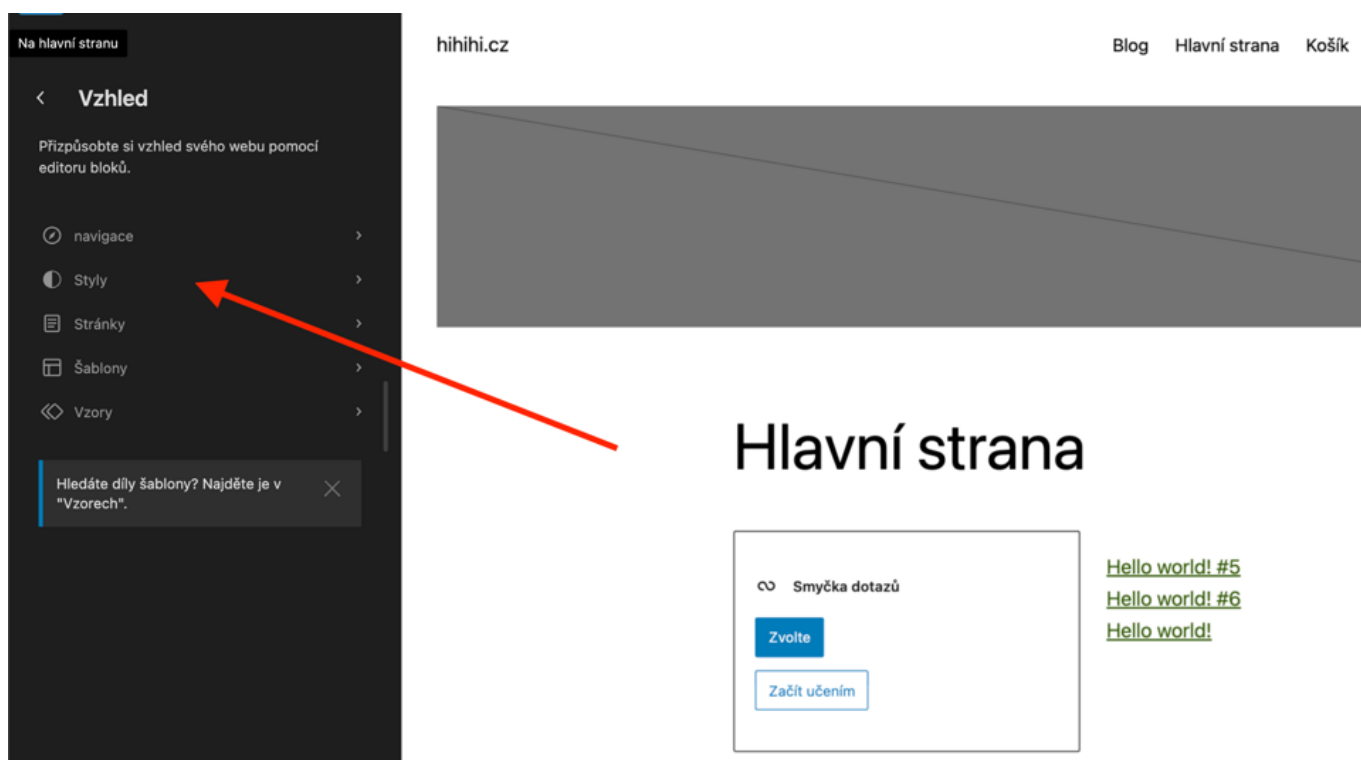 Na hlavní stranu
Vzhled
Přizpůsobte si vzhled svého webu pomocí
editoru bloků.
navigace
Styly
Stránky
Šablony
Vzory
Hledáte díly šablony? Najděte je v
"Vzorech".
hihihi.cz
Blog Hlavní strana Košík
Hlavní strana
Smyčka dotazů
Zvolte
Začít učením
Hello world! #5
Hello world! #6
Hello world!